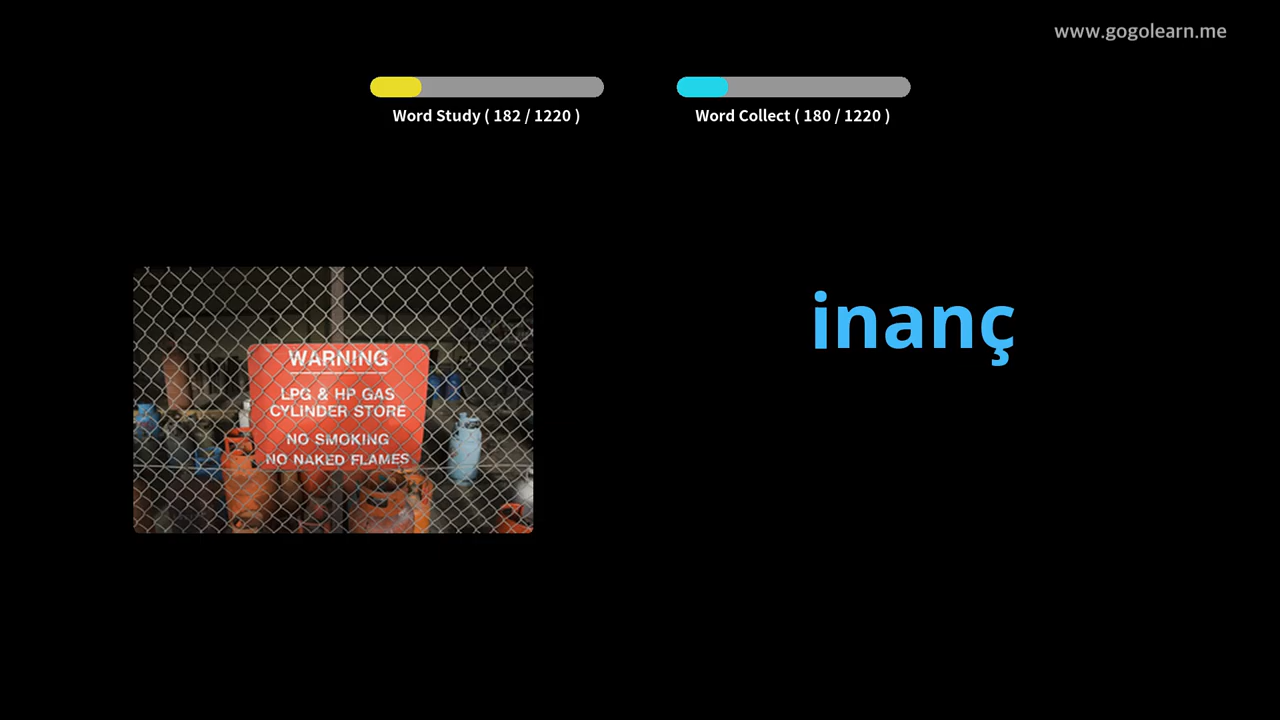 www.gogolearn.me
Word Study ( 182 / 1220 )
Word Collect ( 180 / 1220 )
WARNING
LPG & HP GAS
CYLINDER STORE
NO SMOKING
NO NAKED FLAMES
inanç